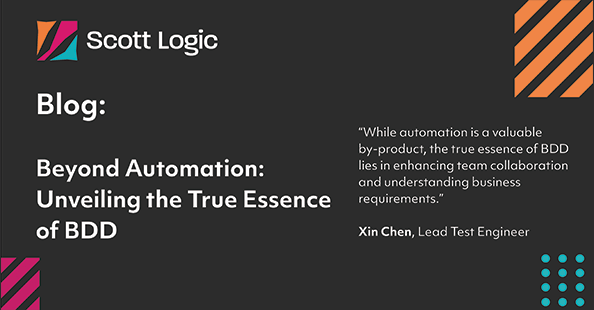 Scott Logic
Blog:
Beyond Automation:
Unveiling the True Essence
of BDD
“While automation is a valuable
by-product, the true essence of BDD
lies in enhancing team collaboration
and understanding business
requirements.”
Xin Chen, Lead Test Engineer